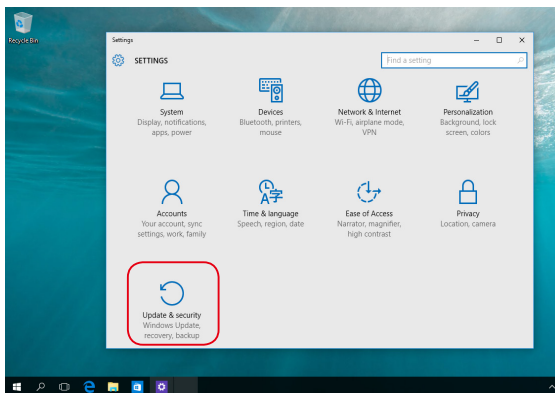 Recycle Bin
Settings
SETTINGS
Find a setting
System
Display, notifications,
apps, power
Devices
Bluetooth, printers,
mouse
Network & Internet
Wi-Fi, airplane mode,
VPN
Personalization
Background, lock
screen, colors
Accounts
Your account, sync
settings, work, family
Time & language
Speech, region, date
Ease of Access
Narrator, magnifier,
high contrast
Privacy
Location, camera
Update & security
Windows Update,
recovery, backup